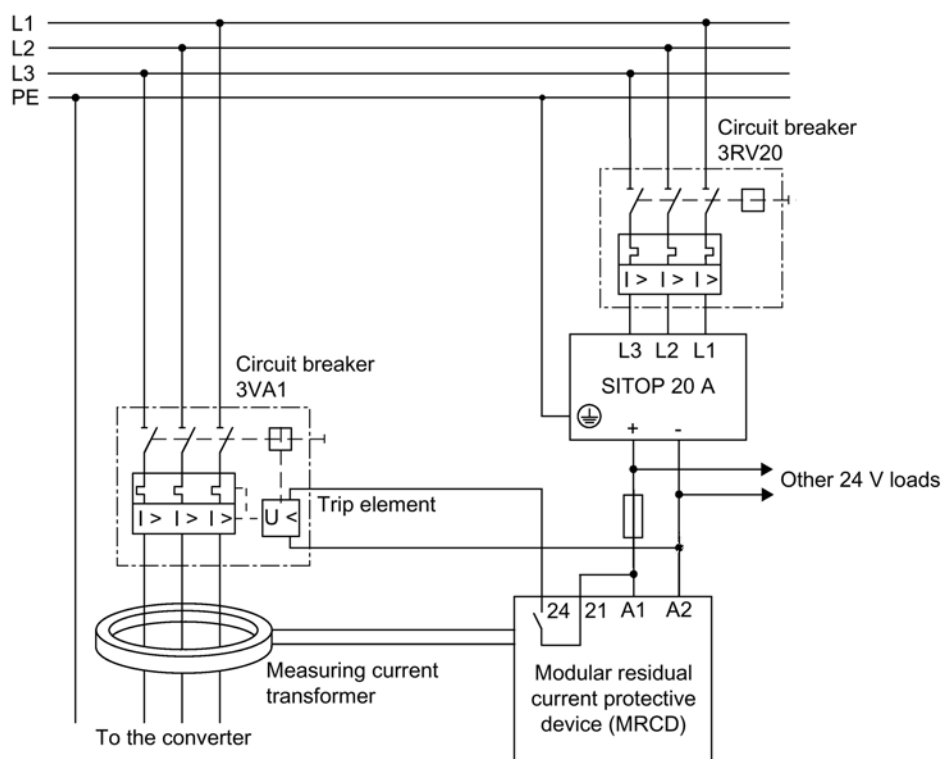 L1
L2
L3
PE
Circuit breaker
3RV20
I > I > I >
L3 L2 L1
SITOP 20 A
+ -
Circuit breaker
3VA1
Other 24 V loads
Trip element
I > I > I > U <
24 21 A1 A2
Measuring current
transformer
Modular residual
current protective
device (MRCD)
To the converter